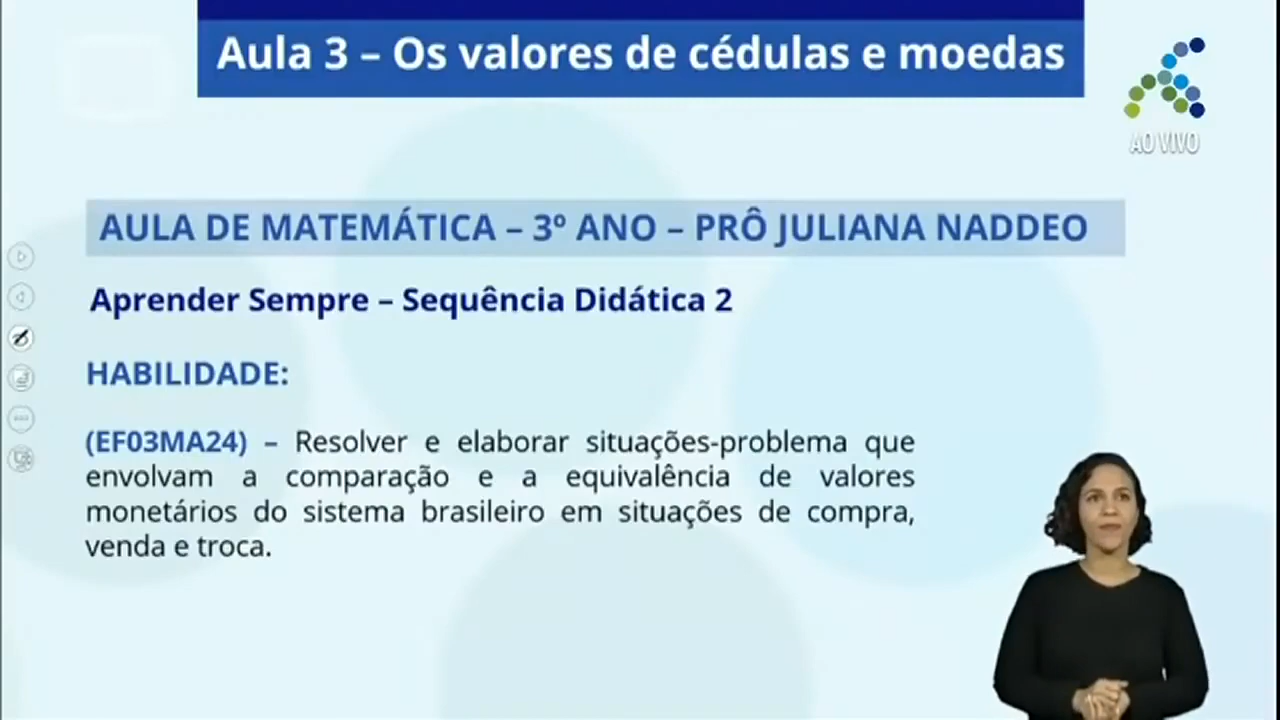 Aula 3 – Os valores de cédulas e moedas
AO VIVO
AULA DE MATEMÁTICA – 3º ANO – PRÔ JULIANA NADDEO
Aprender Sempre – Sequência Didática 2
HABILIDADE:
(EF03MA24) – Resolver e elaborar situações-problema que
envolvam a comparação e a equivalência de valores
monetários do sistema brasileiro em situações de compra,
venda e troca.